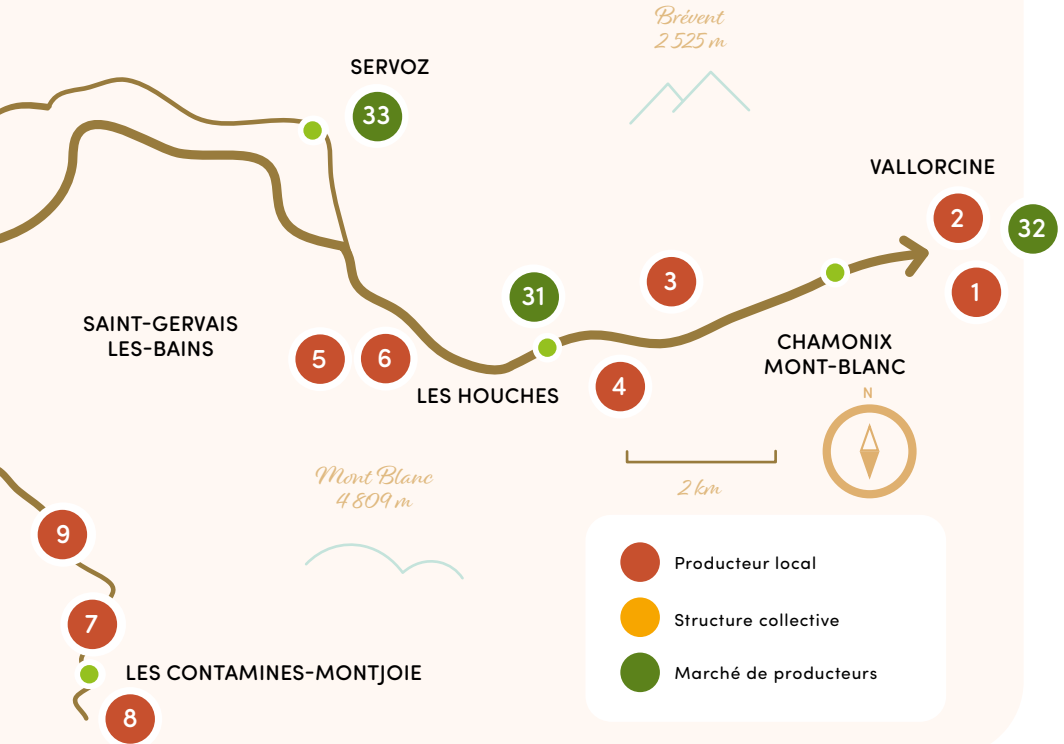 Brévent
2 525 m
SERVOZ
33
VALLORCINE
2
32
1
3
31
SAINT-GERVAIS
LES-BAINS
5
6
LES HOUCHES
4
CHAMONIX
MONT-BLANC
N
2 km
Mont Blanc
4 809 m
9
7
LES CONTAMINES-MONTJOIE
8
Producteur local
Structure collective
Marché de producteurs